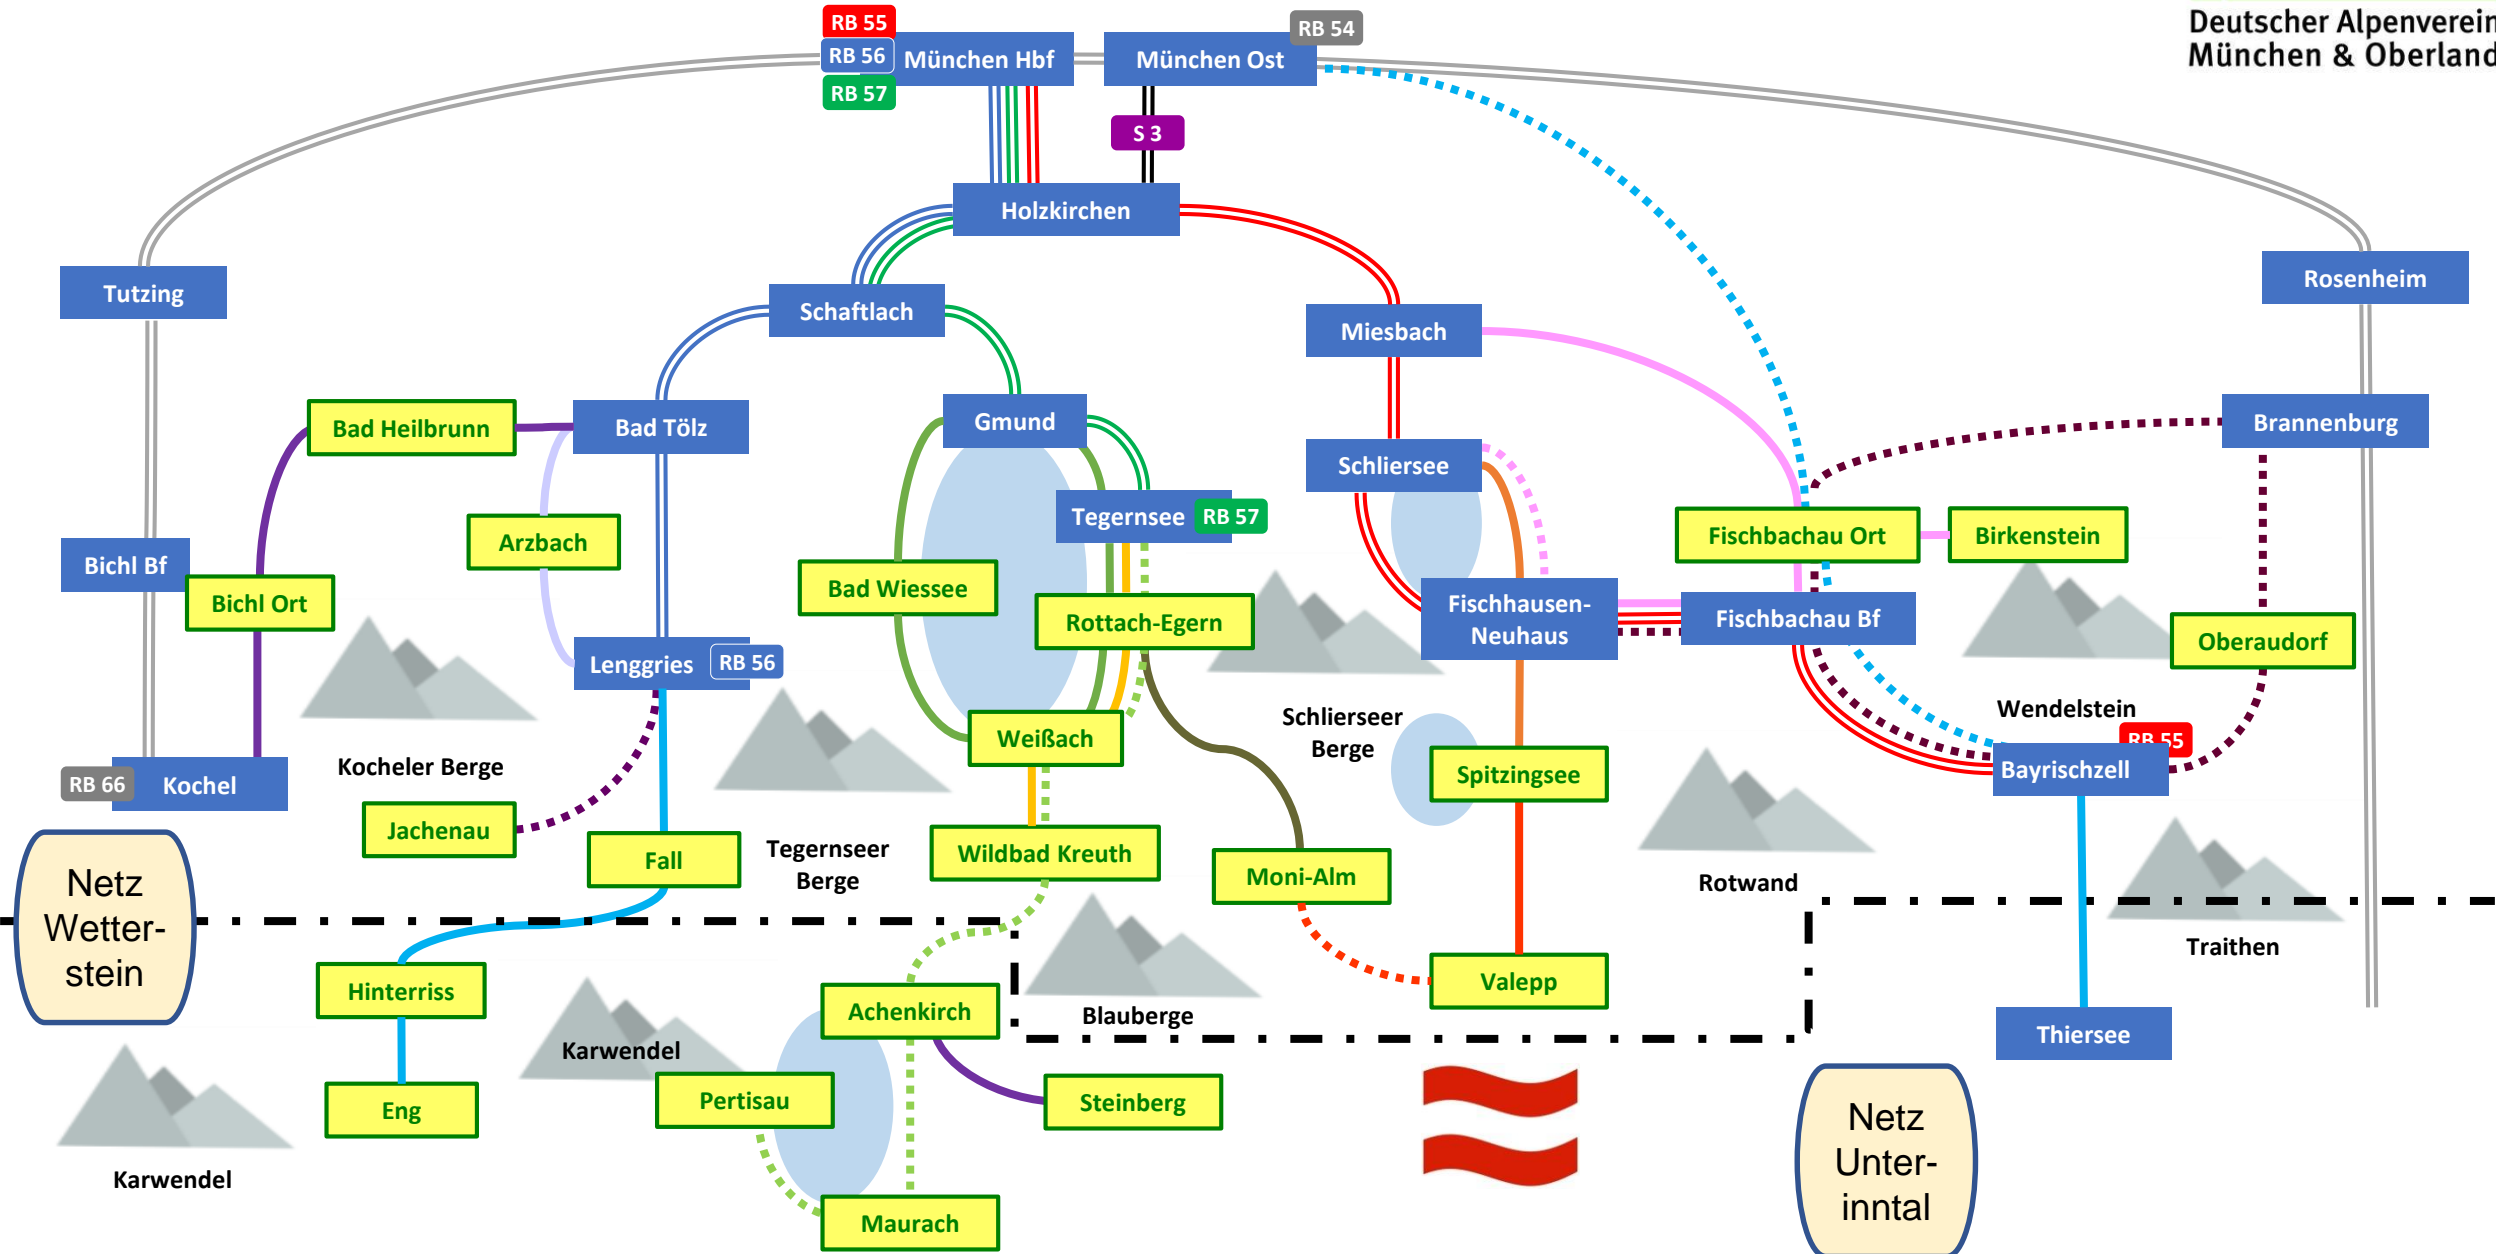 Deutscher Alpenverein
München & Oberland
RB 55
RB 56
RB 57
München Hbf
München Ost
RB 54
S 3
Holzkirchen
Tutzing
Schaftlach
Miesbach
Rosenheim
Bad Heilbrunn
Bad Tölz
Gmund
Schliersee
Brannenburg
Arzbach
Tegernsee
RB 57
Fischbachau Ort
Birkenstein
Bichl Bf
Bichl Ort
Bad Wiessee
Rottach-Egern
Fischhausen-
Neuhaus
Fischbachau Bf
Oberaudorf
Lenggries
RB 56
Wendelstein
Schlierseer
Berge
Weißach
RB 55
Bayrischzell
Kocheler Berge
RB 66
Kochel
Spitzingsee
Jachenau
Fall
Tegernseer
Berge
Wildbad Kreuth
Moni-Alm
Rotwand
Netz
Wetter-
stein
Traithen
Hinterriss
Valepp
Achenkirch
Blauberge
Thiersee
Karwendel
Pertisau
Steinberg
Eng
Karwendel
Maurach
Netz
Unter-
inntal